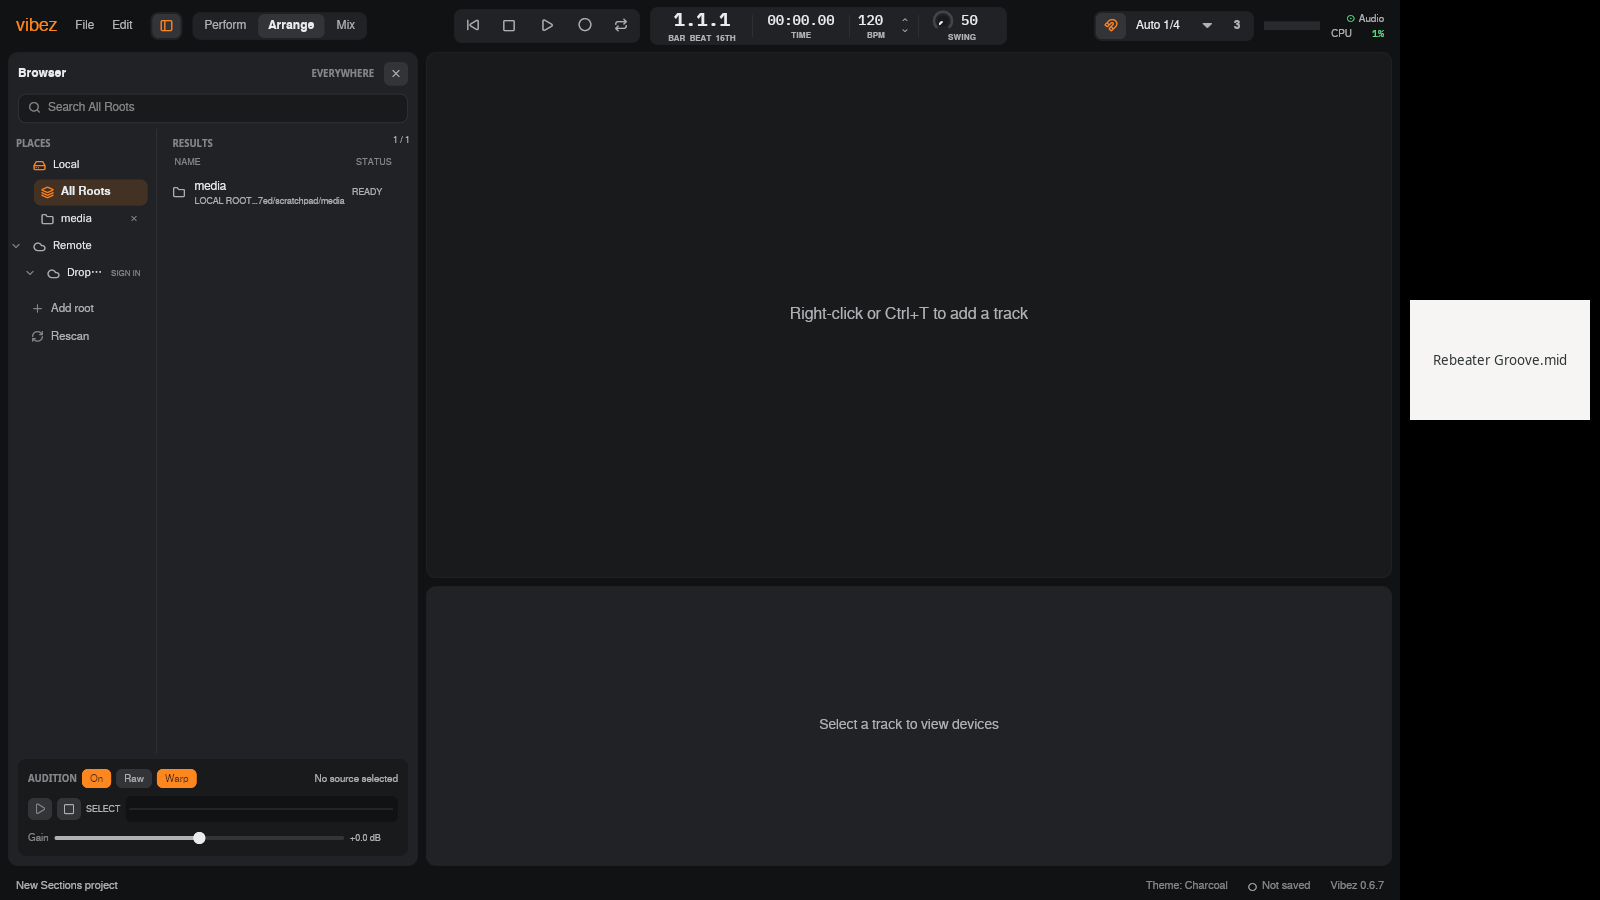 vibez File Edit Perform Arrange Mix
1.1.1 00:00.00 120 50
BAR BEAT 16TH TIME BPM SWING
Auto 1/4 3
Audio
CPU 1%
Browser EVERYWHERE
Search All Roots
PLACES
Local
All Roots
media
Remote
Drop··· SIGN IN
Add root
Rescan
RESULTS 1 / 1
NAME STATUS
media
LOCAL ROOT...7ed/scratchpad/media
READY
AUDITION On Raw Warp No source selected
SELECT
Gain +0.0 dB
Right-click or Ctrl+T to add a track
Select a track to view devices
Rebeater Groove.mid
New Sections project Theme: Charcoal Not saved Vibez 0.6.7